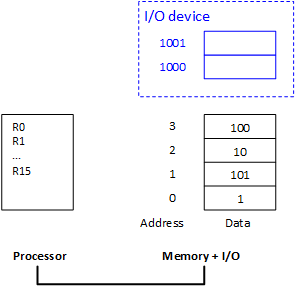 I/O device
1001
1000
R0
R1
...
R15
3 100
2 10
1 101
0 1
Address Data
Processor Memory + I/O